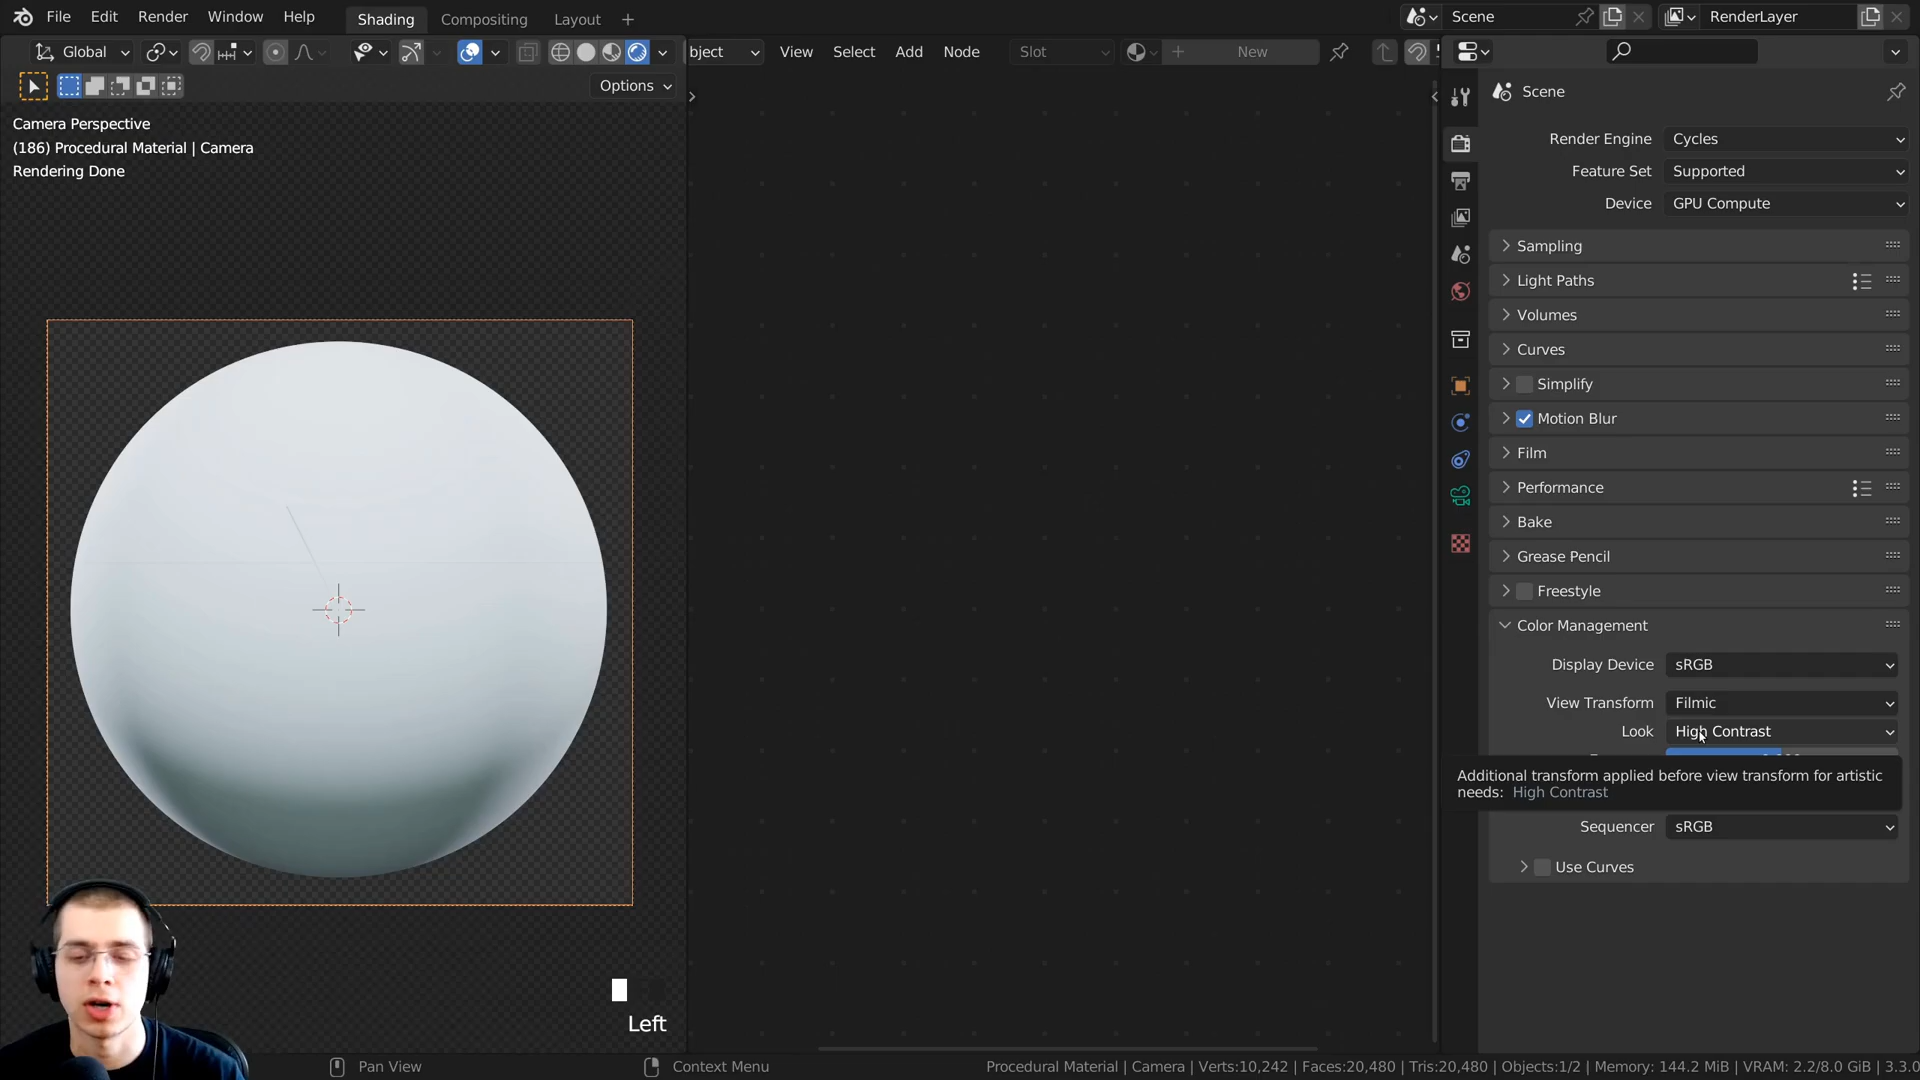 File Edit Render Window Help Shading Compositing Layout + Scene RenderLayer
Global bject View Select Add Node Slot New
Options
Camera Perspective
(186) Procedural Material | Camera
Rendering Done
Scene
Render Engine Cycles
Feature Set Supported
Device GPU Compute
Sampling
Light Paths
Volumes
Curves
Simplify
Motion Blur
Film
Performance
Bake
Grease Pencil
Freestyle
Color Management
Display Device sRGB
View Transform Filmic
Look High Contrast
Additional transform applied before view transform for artistic
needs: High Contrast
Sequencer sRGB
Use Curves
Left
Pan View Context Menu Procedural Material | Camera | Verts:10,242 | Faces:20,480 | Tris:20,480 | Objects:1/2 | Memory: 144.2 MiB | VRAM: 2.2/8.0 GiB | 3.3.0